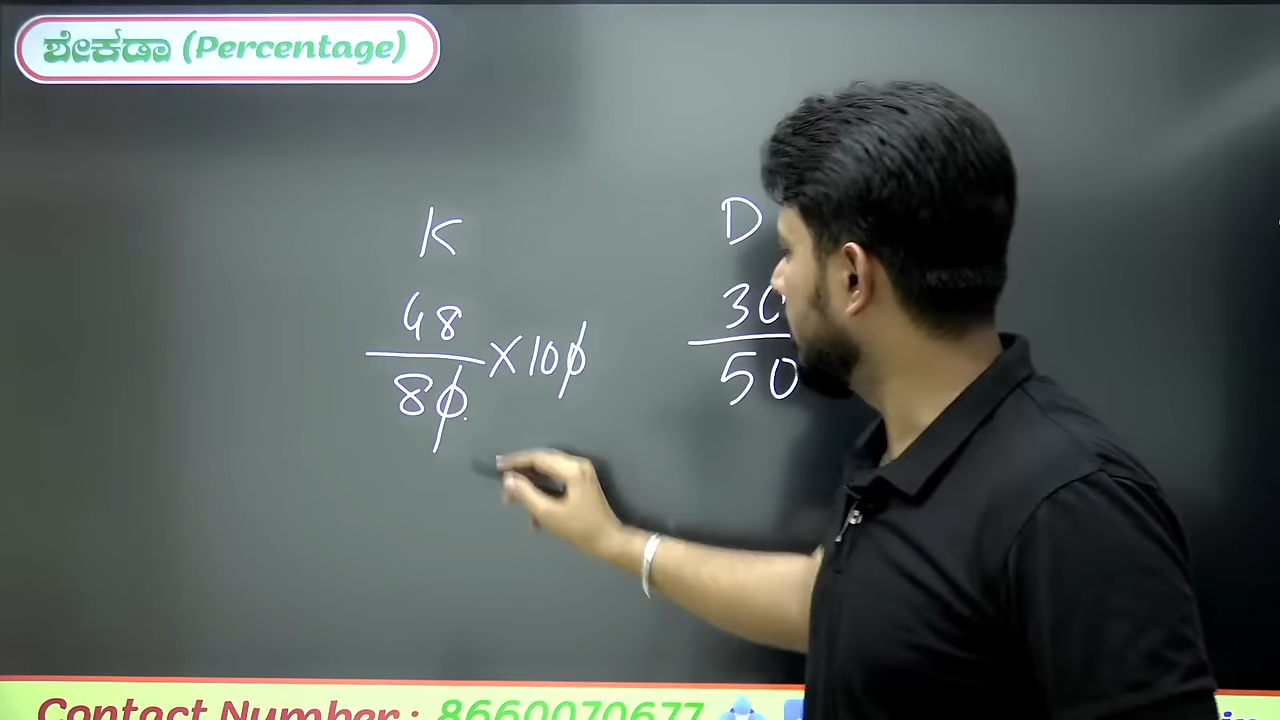 ಶೇಕಡಾ (Percentage)
K D
48 30
80 ×100 50
Contact Number : 8660070677